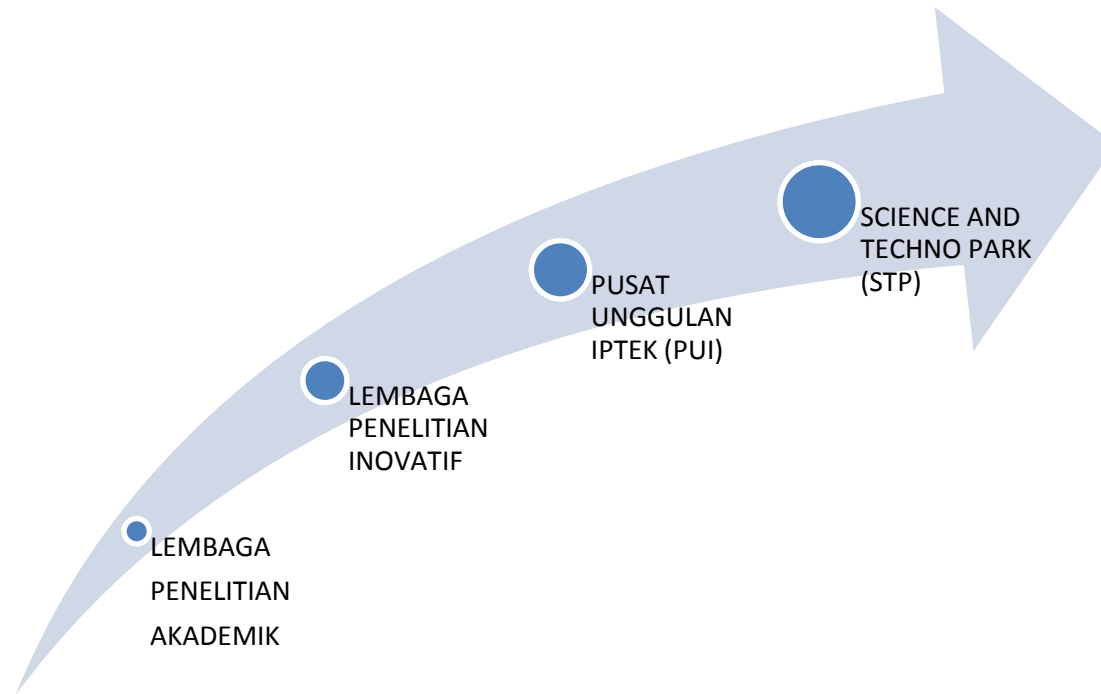 LEMBAGA
PENELITIAN
AKADEMIK
LEMBAGA
PENELITIAN
INOVATIF
PUSAT
UNGGULAN
IPTEK (PUI)
SCIENCE AND
TECHNO PARK
(STP)